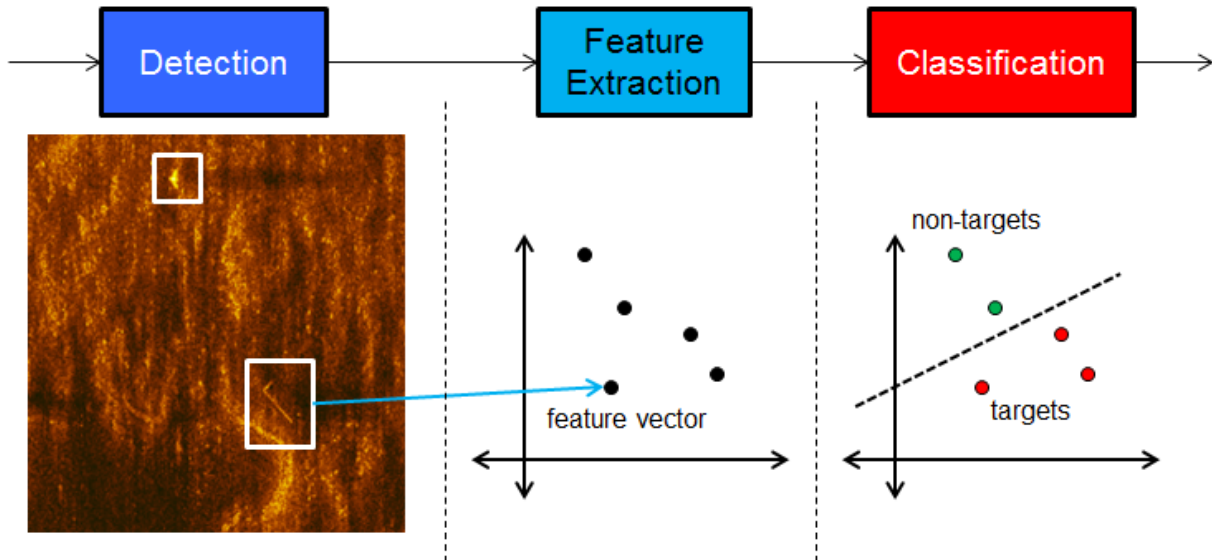 Detection
Feature
Extraction
Classification
non-targets
feature vector
targets